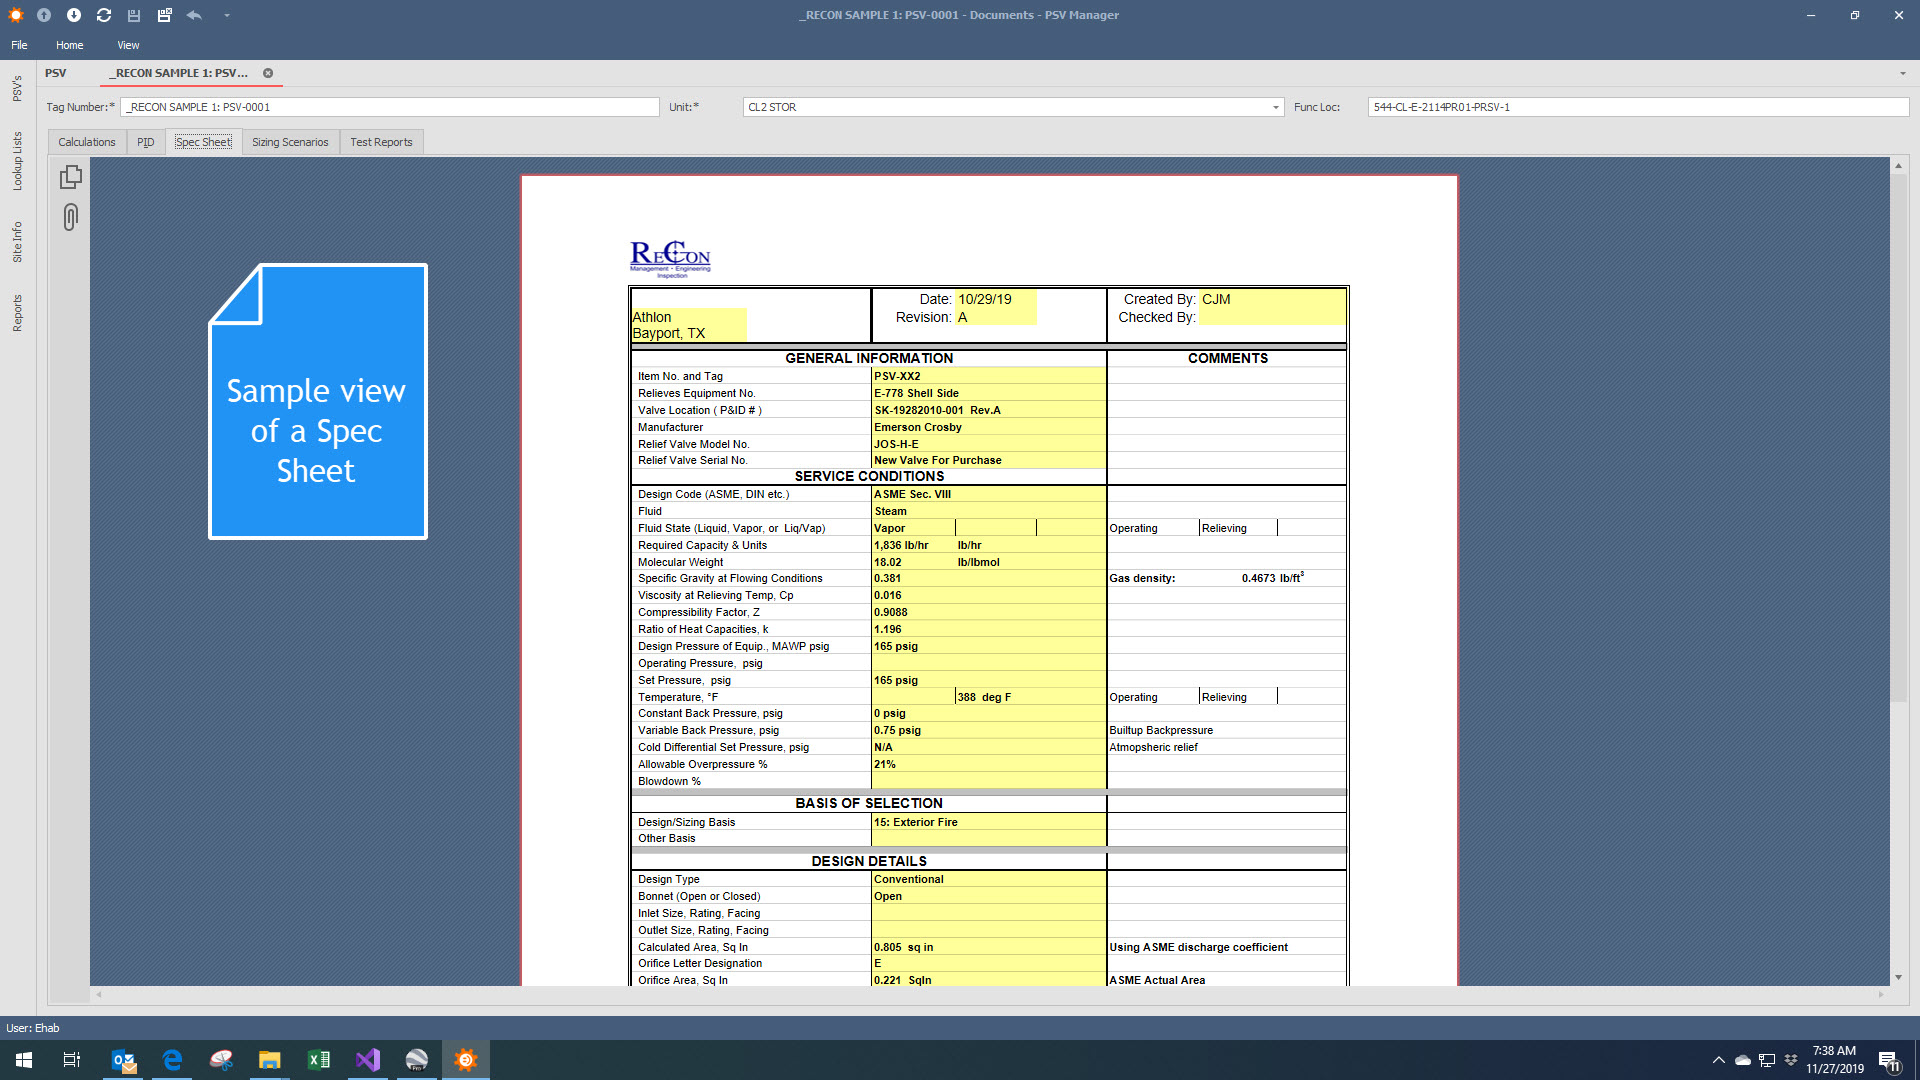 _RECON SAMPLE 1: PSV-0001 - Documents - PSV Manager
File Home View
PSV _RECON SAMPLE 1: PSV...
Tag Number:* _RECON SAMPLE 1: PSV-0001 Unit:* CL2 STOR Func Loc: 544-CL-E-2114PR01-PRSV-1
Calculations PID Spec Sheet Sizing Scenarios Test Reports
PSV's
Lookup Lists
Site Info
Reports
Sample view
of a Spec
Sheet
RECON
Management - Engineering
Inspection
Date: 10/29/19 Created By: CJM
Athlon Revision: A Checked By:
Bayport, TX
GENERAL INFORMATION COMMENTS
Item No. and Tag PSV-XX2
Relieves Equipment No. E-778 Shell Side
Valve Location ( P&ID # ) SK-19282010-001 Rev.A
Manufacturer Emerson Crosby
Relief Valve Model No. JOS-H-E
Relief Valve Serial No. New Valve For Purchase
SERVICE CONDITIONS
Design Code (ASME, DIN etc.) ASME Sec. VIII
Fluid Steam
Fluid State (Liquid, Vapor, or Liq/Vap) Vapor Operating Relieving
Required Capacity & Units 1,836 lb/hr lb/hr
Molecular Weight 18.02 lb/lbmol
Specific Gravity at Flowing Conditions 0.381 Gas density: 0.4673 lb/ft³
Viscosity at Relieving Temp, Cp 0.016
Compressibility Factor, Z 0.9088
Ratio of Heat Capacities, k 1.196
Design Pressure of Equip., MAWP psig 165 psig
Operating Pressure, psig
Set Pressure, psig 165 psig
Temperature, °F 388 deg F Operating Relieving
Constant Back Pressure, psig 0 psig
Variable Back Pressure, psig 0.75 psig Builtup Backpressure
Cold Differential Set Pressure, psig N/A Atmopsheric relief
Allowable Overpressure % 21%
Blowdown %
BASIS OF SELECTION
Design/Sizing Basis 15: Exterior Fire
Other Basis
DESIGN DETAILS
Design Type Conventional
Bonnet (Open or Closed) Open
Inlet Size, Rating, Facing
Outlet Size, Rating, Facing
Calculated Area, Sq In 0.805 sq in Using ASME discharge coefficient
Orifice Letter Designation E
Orifice Area, Sq In 0.221 SqIn ASME Actual Area
User: Ehab
7:38 AM
11/27/2019
11